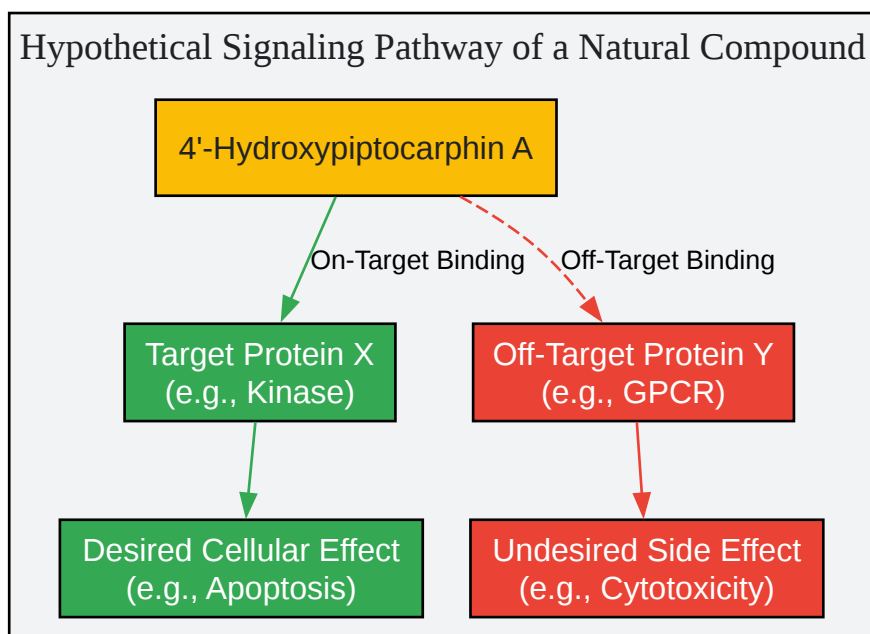 Hypothetical Signaling Pathway of a Natural Compound
4'-Hydroxypiptocarphin A
On-Target Binding
Off-Target Binding
Target Protein X
(e.g., Kinase)
Off-Target Protein Y
(e.g., GPCR)
Desired Cellular Effect
(e.g., Apoptosis)
Undesired Side Effect
(e.g., Cytotoxicity)